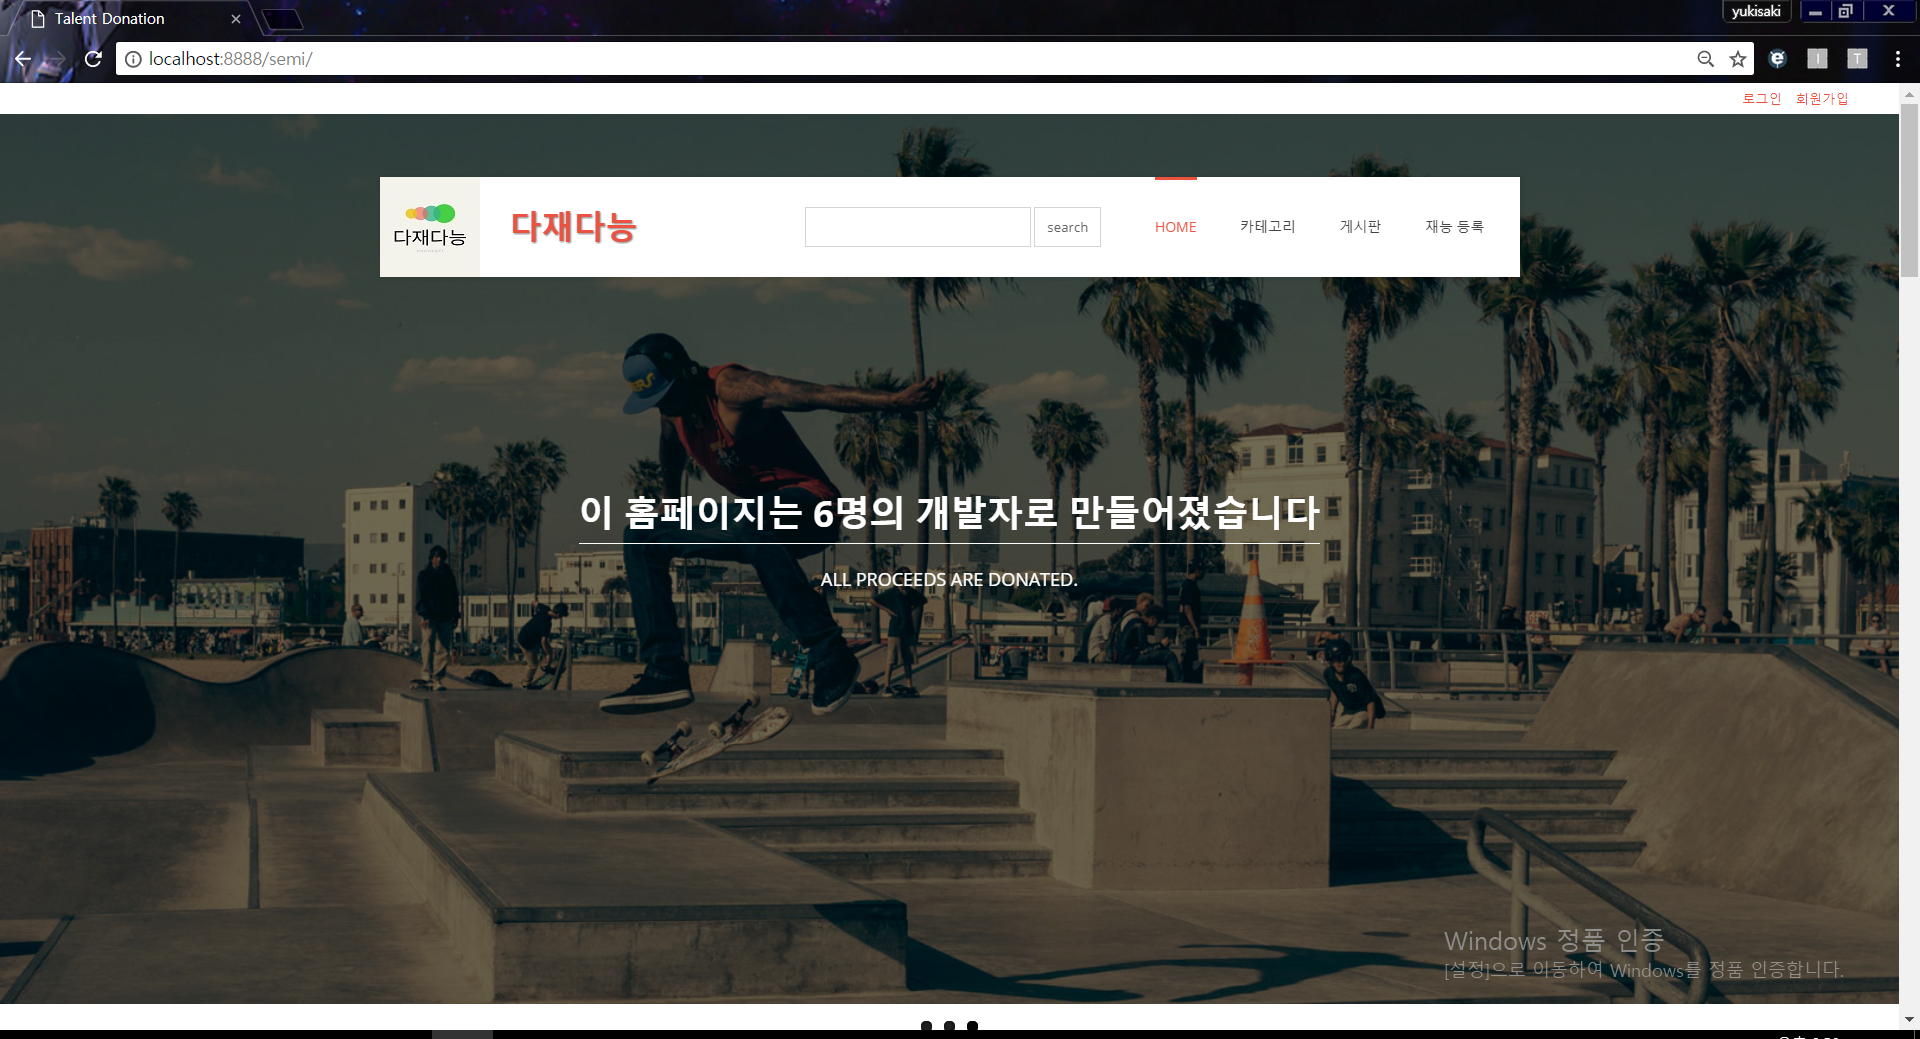 Talent Donation
yukisaki
localhost:8888/semi/
로그인 회원가입
다재다능
다재다능
search
HOME 카테고리 게시판 재능 등록
이 홈페이지는 6명의 개발자로 만들어졌습니다
ALL PROCEEDS ARE DONATED.
Windows 정품 인증
[설정]으로 이동하여 Windows를 정품 인증합니다.